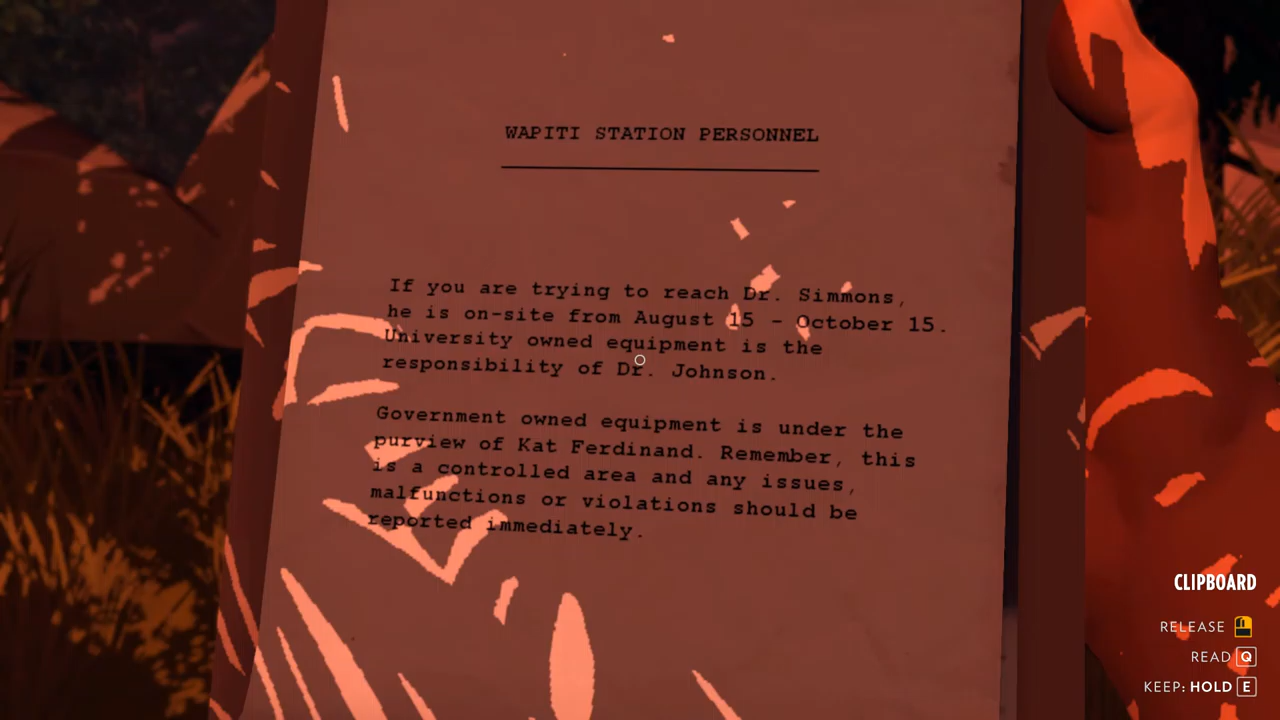 WAPITI STATION PERSONNEL
If you are trying to reach Dr. Simmons,
he is on-site from August 15 - October 15.
University owned equipment is the
responsibility of Dr. Johnson.
Government owned equipment is under the
purview of Kat Ferdinand. Remember, this
is a controlled area and any issues,
malfunctions or violations should be
reported immediately.
CLIPBOARD
RELEASE
READ Q
KEEP: HOLD E